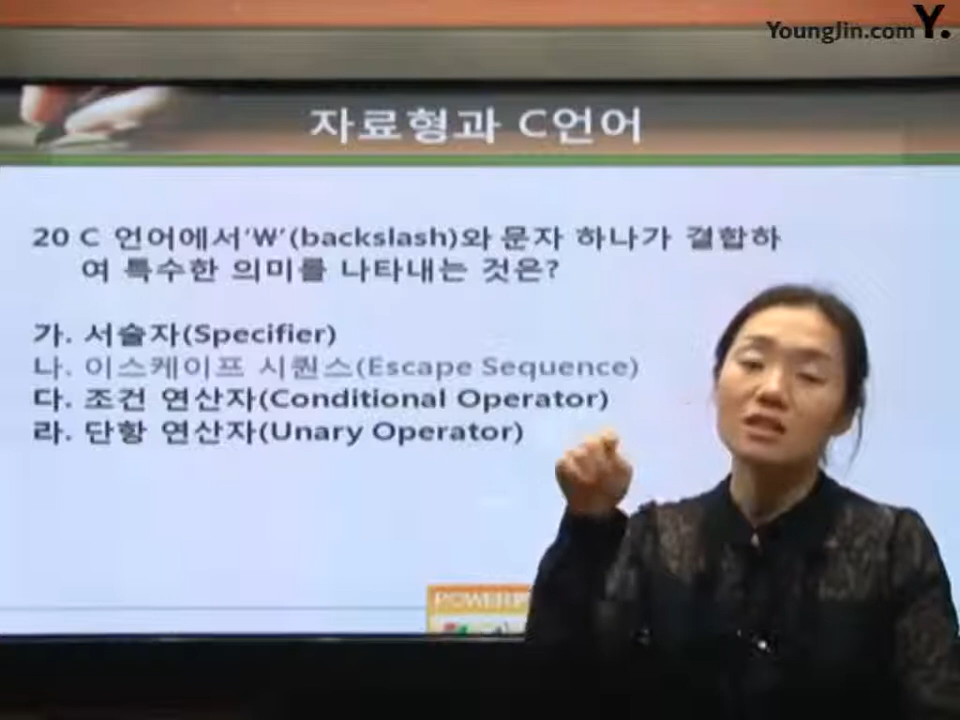 YoungJin.com Y.
자료형과 C언어
20 C 언어에서'W'(backslash)와 문자 하나가 결합하
여 특수한 의미를 나타내는 것은?
가. 서술자(Specifier)
나. 이스케이프 시퀀스(Escape Sequence)
다. 조건 연산자(Conditional Operator)
라. 단항 연산자(Unary Operator)